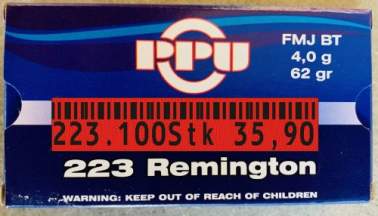 PPU
FMJ BT
4,0 g
62 gr
223.100Stk 35,90
223 Remington
WARNING: KEEP OUT OF REACH OF CHILDREN